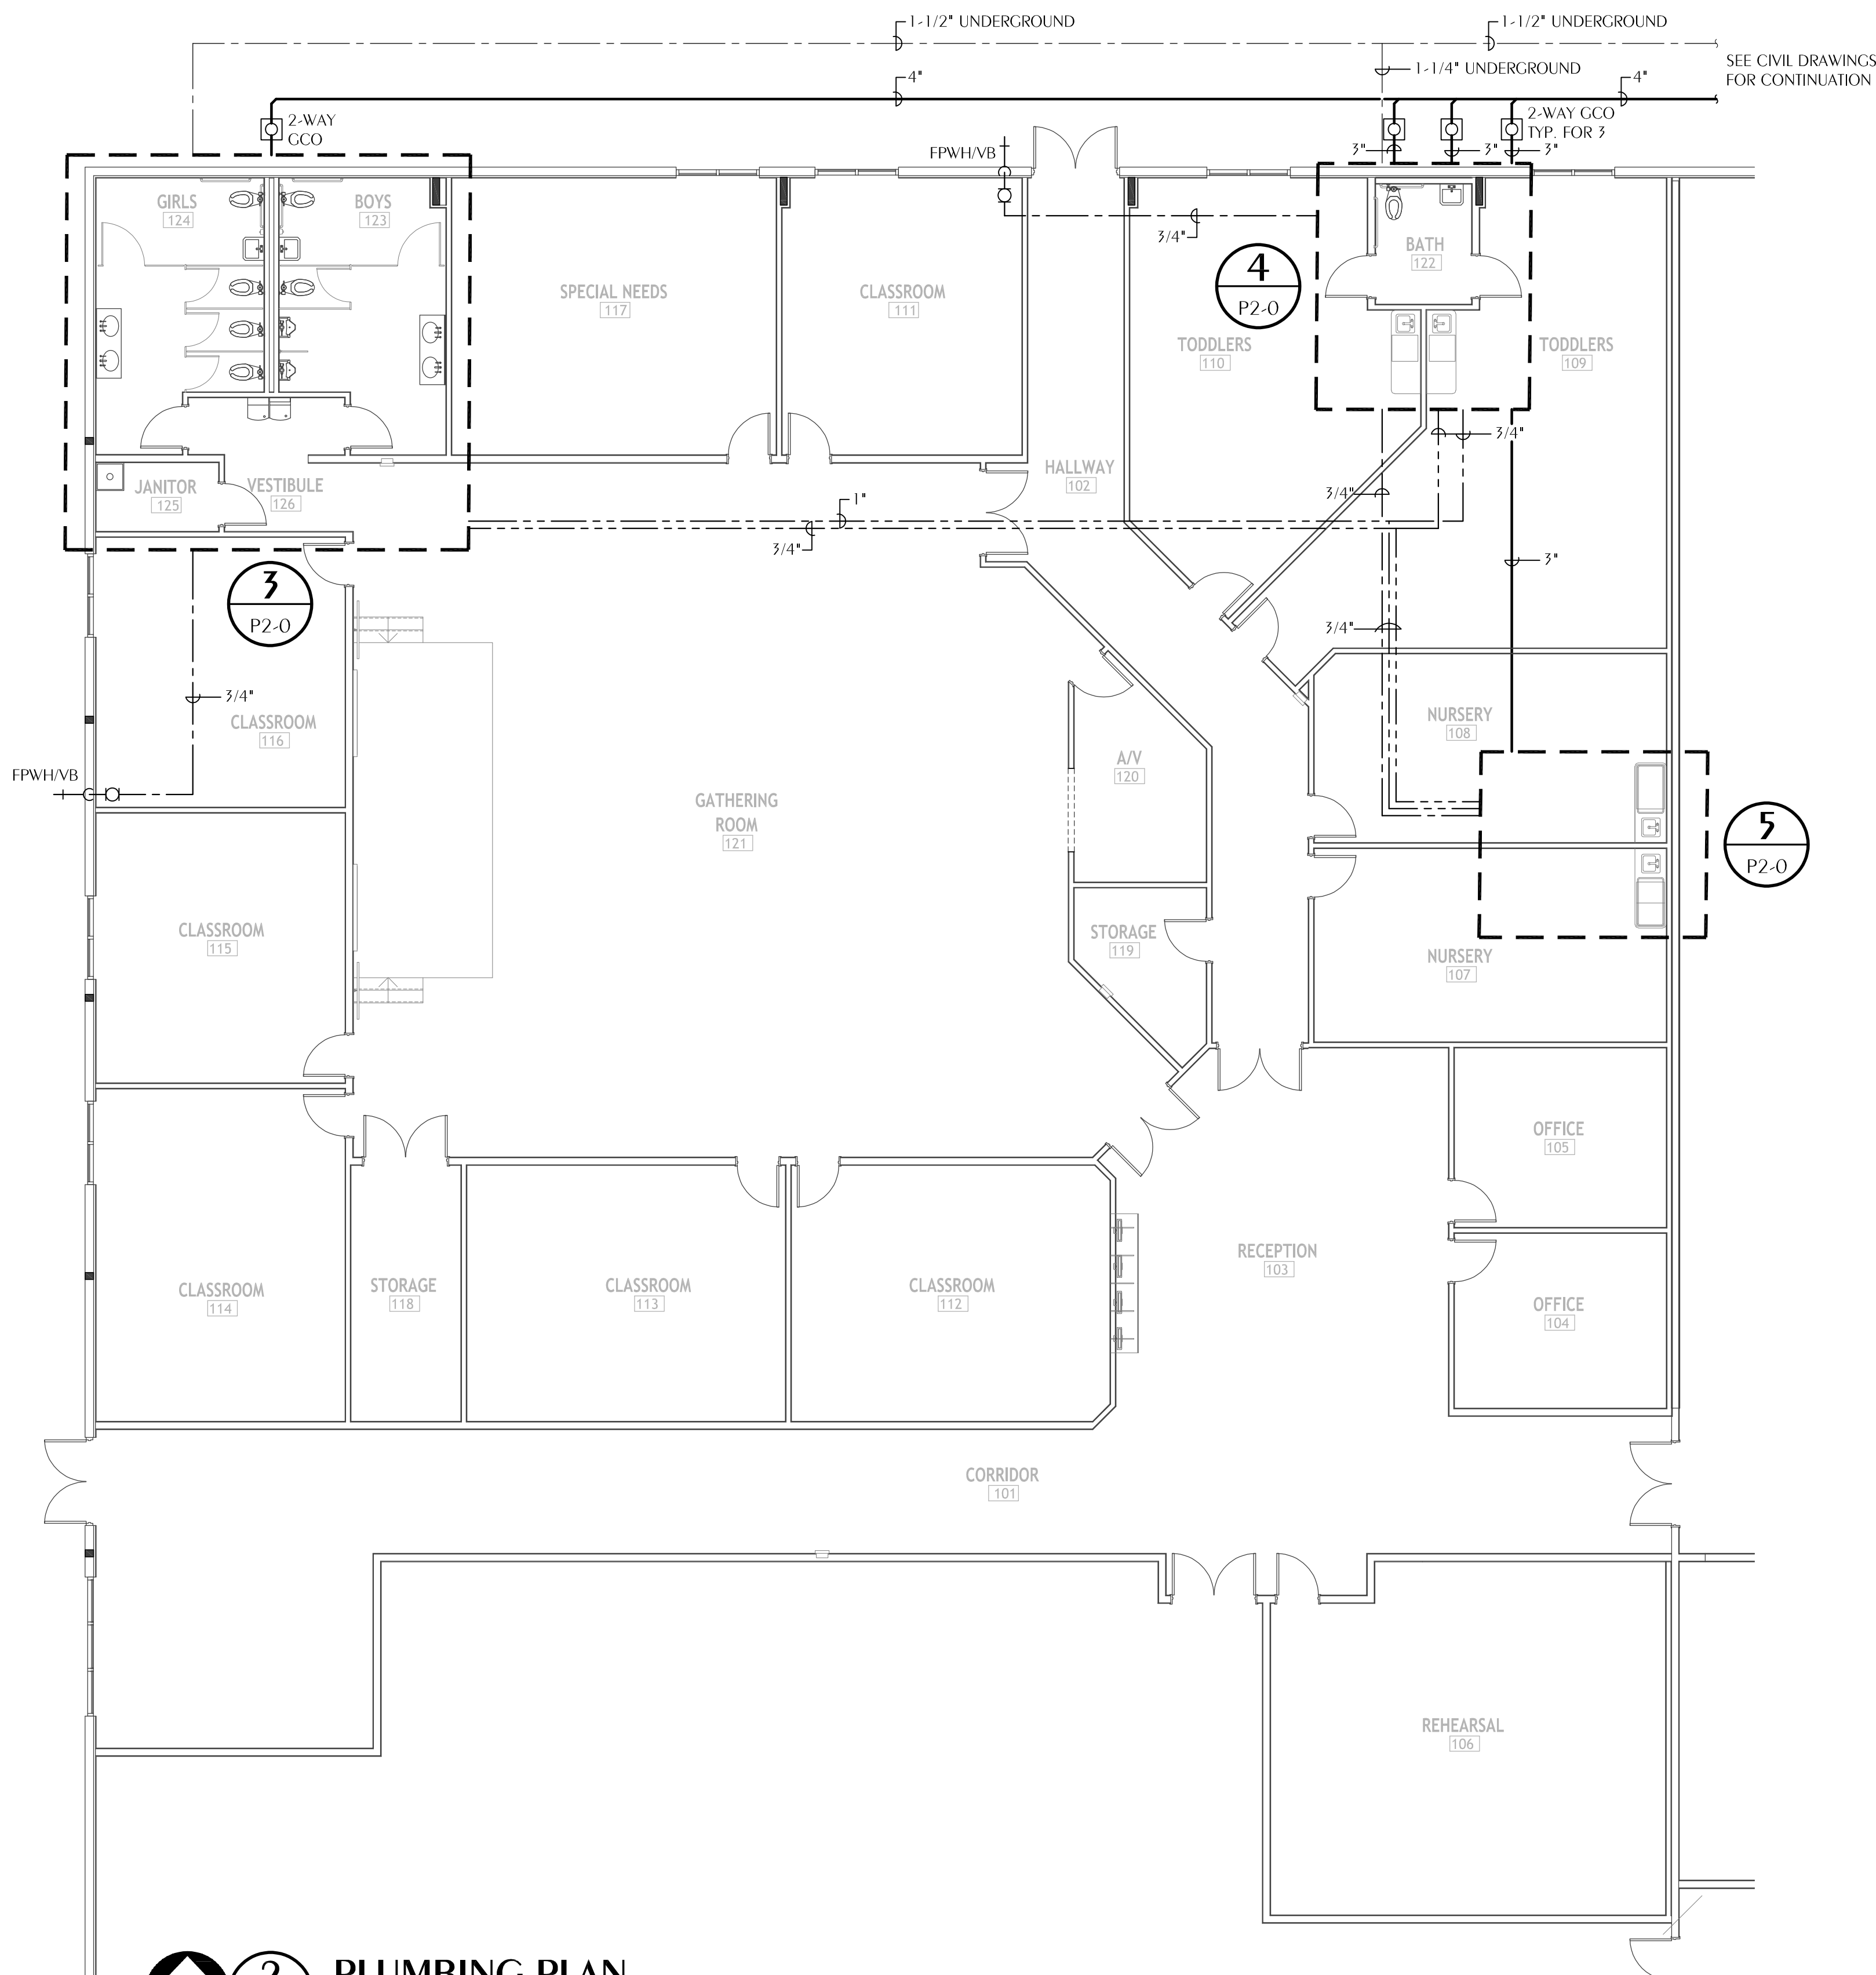 1-1/2" UNDERGROUND
1-1/2" UNDERGROUND
SEE CIVIL DRAWINGS
FOR CONTINUATION
1-1/4" UNDERGROUND
4"
4"
2-WAY
GCO
2-WAY GCO
TYP. FOR 3
3"
3"
3"
FPWH/VB
GIRLS
124
BOYS
123
SPECIAL NEEDS
117
CLASSROOM
111
3/4"
4
P2-0
BATH
122
TODDLERS
110
TODDLERS
109
3/4"
HALLWAY
102
JANITOR
125
VESTIBULE
126
1"
3/4"
3/4"
3"
3
P2-0
3/4"
3/4"
CLASSROOM
116
NURSERY
108
FPWH/VB
A/V
120
GATHERING
ROOM
121
5
P2-0
CLASSROOM
115
STORAGE
119
NURSERY
107
OFFICE
105
RECEPTION
103
CLASSROOM
114
STORAGE
118
CLASSROOM
113
CLASSROOM
112
OFFICE
104
CORRIDOR
101
REHEARSAL
106
2
PLUMBING PLAN